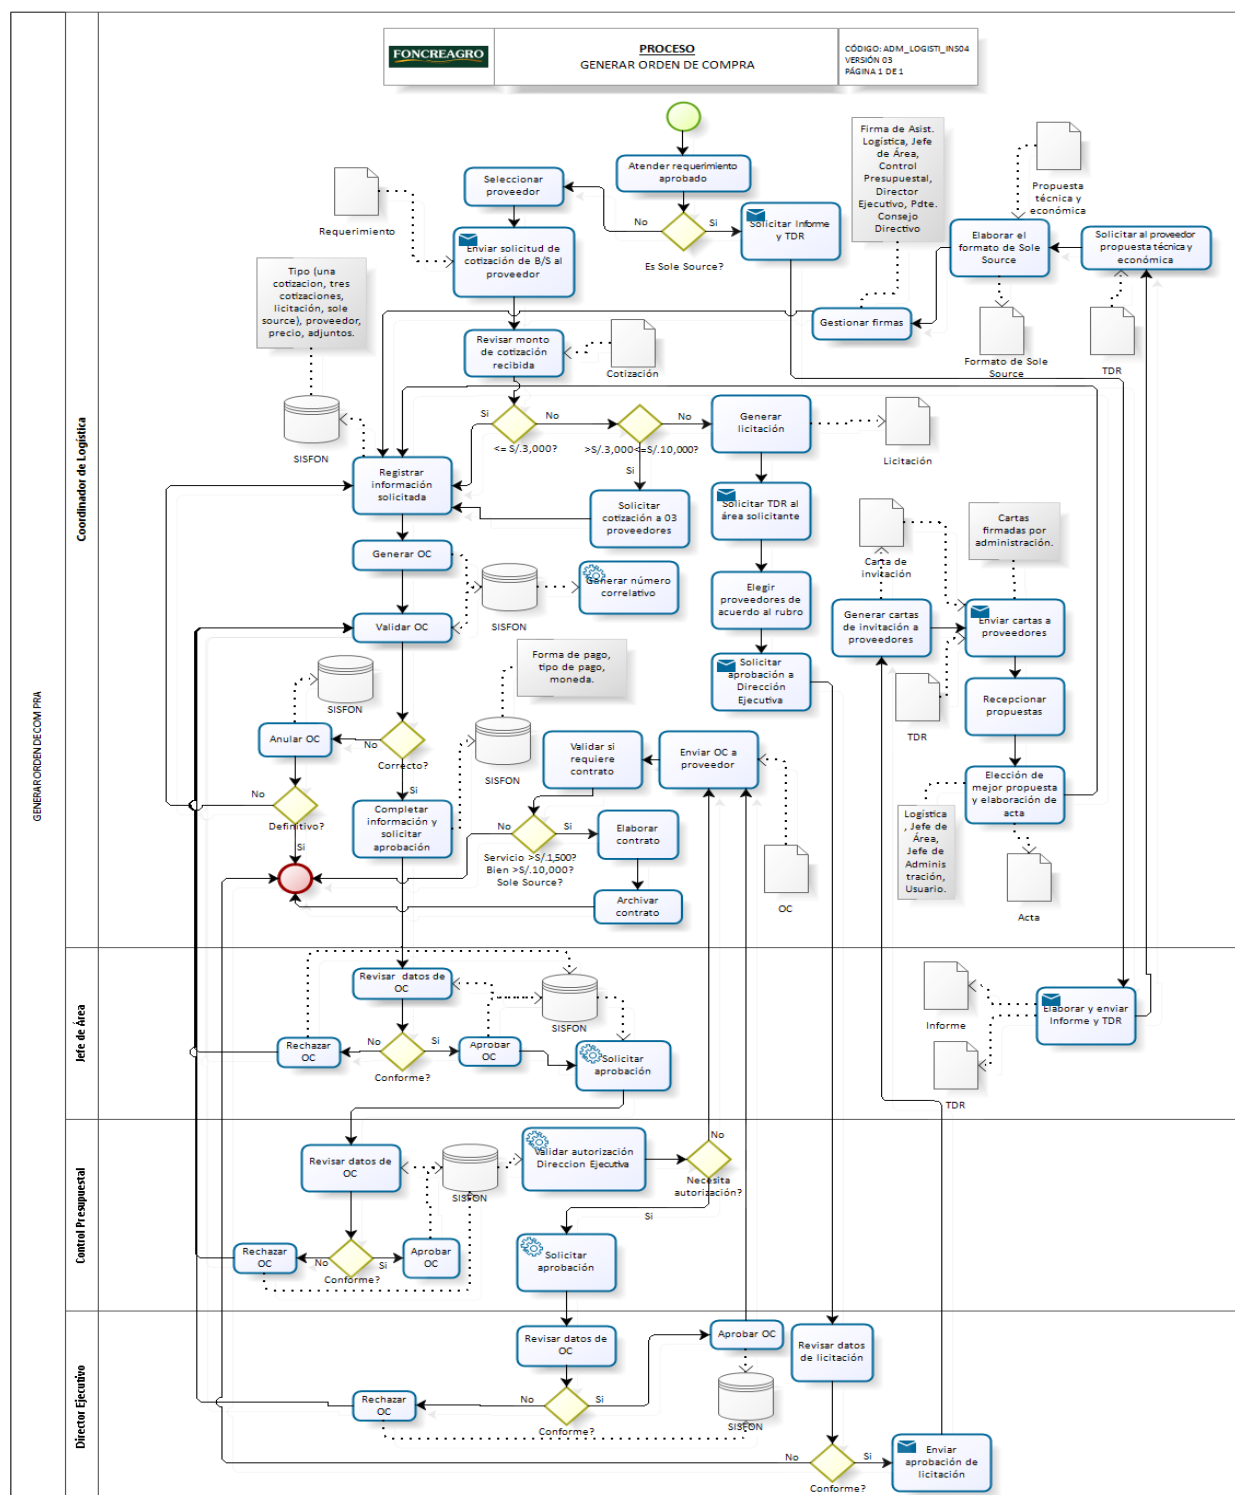 FONCREAGRO
PROCESO
GENERAR ORDEN DE COMPRA
CÓDIGO: ADM_LOGISTI_INS04
VERSIÓN 03
PÁGINA 1 DE 1
GENERAR ORDEN DE COMPRA
Coordinador de Logística
Atender requerimiento
aprobado
Seleccionar
proveedor
No
Si
Es Sole Source?
Solicitar Informe
y TDR
Firma de Asist.
Logística, Jefe
de Área,
Control
Presupuestal,
Director
Ejecutivo, Pdte.
Consejo
Directivo
Propuesta
técnica y
económica
Elaborar el
formato de Sole
Source
Solicitar al proveedor
propuesta técnica y
económica
Requerimiento
Enviar solicitud de
cotización de B/S al
proveedor
Tipo (una
cotizacion, tres
cotizaciones,
licitación, sole
source), proveedor,
precio, adjuntos.
Gestionar firmas
Formato de Sole
Source
TDR
Revisar monto
de cotización
recibida
Cotización
SISFON
Si
<= S/.3,000?
No
>S/.3,000<=S/.10,000?
No
Si
Generar
licitación
Licitación
Registrar
información
solicitada
Solicitar
cotización a 03
proveedores
Solicitar TDR al
área solicitante
Generar OC
SISFON
Generar número
correlativo
Elegir
proveedores de
acuerdo al rubro
Carta de
invitación
Cartas
firmadas por
administración.
Generar cartas
de invitación a
proveedores
Enviar cartas a
proveedores
Validar OC
Forma de pago,
tipo de pago,
moneda.
Solicitar
aprobación a
Dirección
Ejecutiva
TDR
Recepcionar
propuestas
SISFON
Anular OC
No
Correcto?
Si
SISFON
Validar si
requiere
contrato
Enviar OC a
proveedor
Elección de
mejor propuesta
y elaboración de
acta
No
Definitivo?
Si
Completar
información y
solicitar
aprobación
No
Si
Servicio >S/.1,500?
Bien >S/.10,000?
Sole Source?
Elaborar
contrato
Archivar
contrato
OC
Logística
, Jefe de
Área,
Jefe de
Adminis
tración,
Usuario.
Acta
Jefe de Área
Revisar datos de
OC
SISFON
Rechazar
OC
No
Conforme?
Si
Aprobar
OC
Solicitar
aprobación
Informe
TDR
Elaborar y enviar
Informe y TDR
Control Presupuestal
Revisar datos de
OC
SISFON
Validar autorización
Direccion Ejecutiva
No
Necesita
autorización?
Si
Rechazar
OC
No
Conforme?
Si
Aprobar
OC
Solicitar
aprobación
Director Ejecutivo
Revisar datos de
OC
Aprobar OC
Revisar datos
de licitación
SISFON
Rechazar
OC
No
Si
Conforme?
No
Si
Conforme?
Enviar
aprobación de
licitación